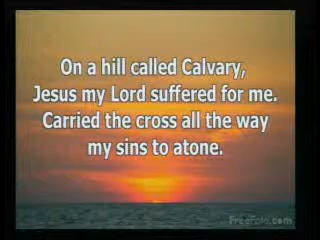 On a hill called Calvary,
Jesus my Lord suffered for me.
Carried the cross all the way
my sins to atone.
FreeFoto.com